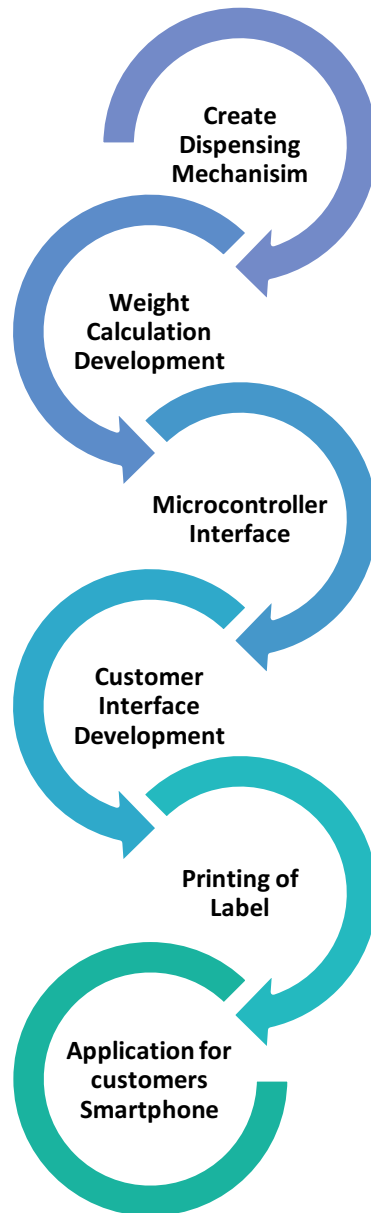 Create
Dispensing
Mechanisim
Weight
Calculation
Development
Microcontroller
Interface
Customer
Interface
Development
Printing of
Label
Application for
customers
Smartphone